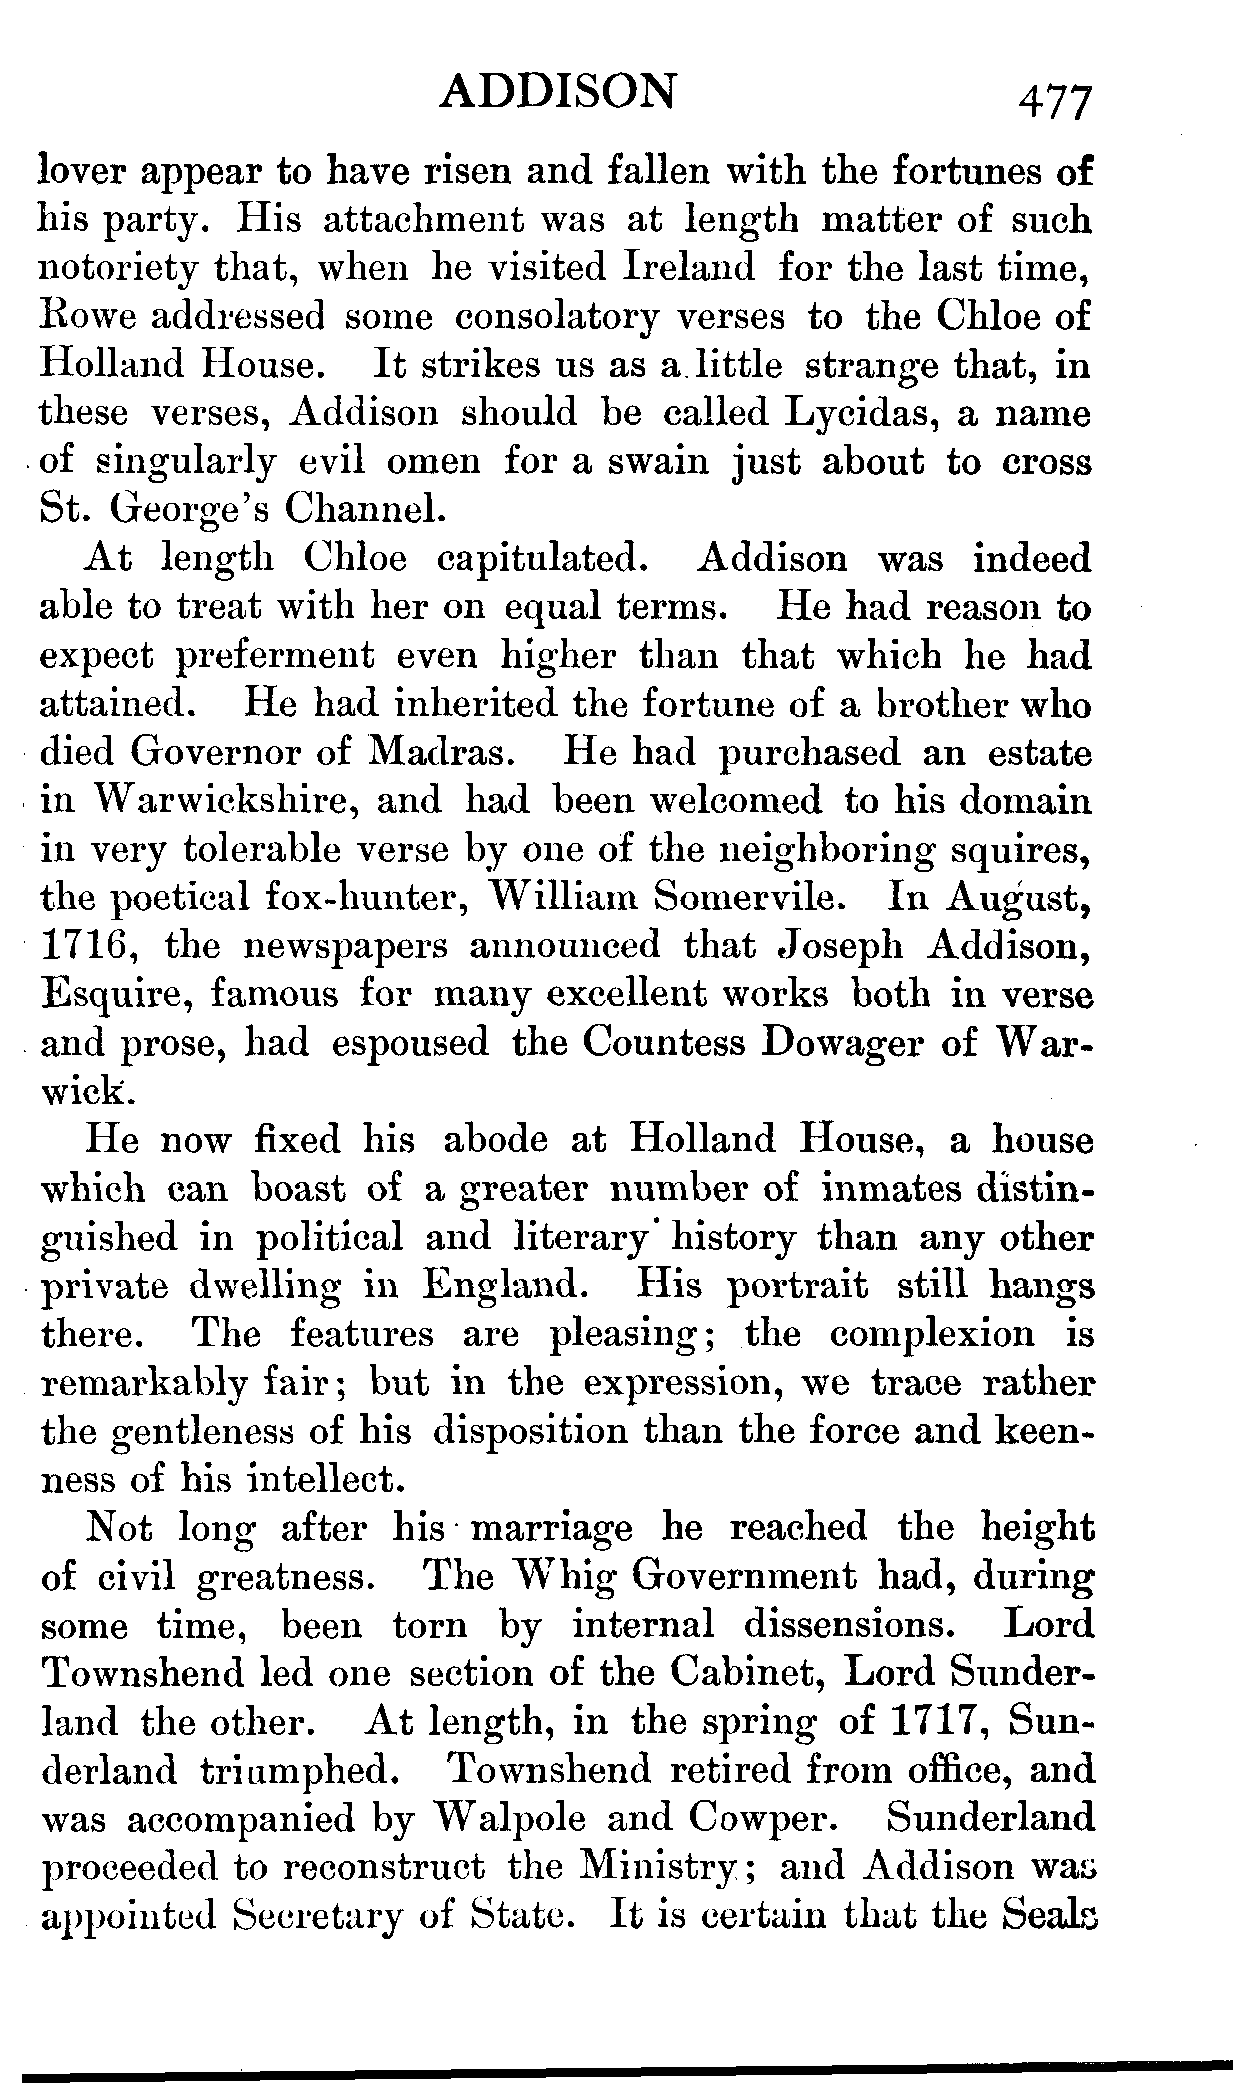 ADDISON 477
lover appear to have risen and fallen with the fortunes of
his party. His attachment was at length matter of such
notoriety that, when he visited Ireland for the last time,
Rowe addressed some consolatory verses to the Chloe of
Holland House. It strikes us as a little strange that, in
these verses, Addison should be called Lycidas, a name
of singularly evil omen for a swain just about to cross
St. George's Channel.
At length Chloe capitulated. Addison was indeed
able to treat with her on equal terms. He had reason to
expect preferment even higher than that which he had
attained. He had inherited the fortune of a brother who
died Governor of Madras. He had purchased an estate
in Warwickshire, and had been welcomed to his domain
in very tolerable verse by one of the neighboring squires,
the poetical fox-hunter, William Somervile. In August,
1716, the newspapers announced that Joseph Addison,
Esquire, famous for many excellent works both in verse
and prose, had espoused the Countess Dowager of War-
wick.
He now fixed his abode at Holland House, a house
which can boast of a greater number of inmates distin-
guished in political and literary history than any other
private dwelling in England. His portrait still hangs
there. The features are pleasing; the complexion is
remarkably fair; but in the expression, we trace rather
the gentleness of his disposition than the force and keen-
ness of his intellect.
Not long after his marriage he reached the height
of civil greatness. The Whig Government had, during
some time, been torn by internal dissensions. Lord
Townshend led one section of the Cabinet, Lord Sunder-
land the other. At length, in the spring of 1717, Sun-
derland triumphed. Townshend retired from office, and
was accompanied by Walpole and Cowper. Sunderland
proceeded to reconstruct the Ministry; and Addison was
appointed Secretary of State. It is certain that the Seals